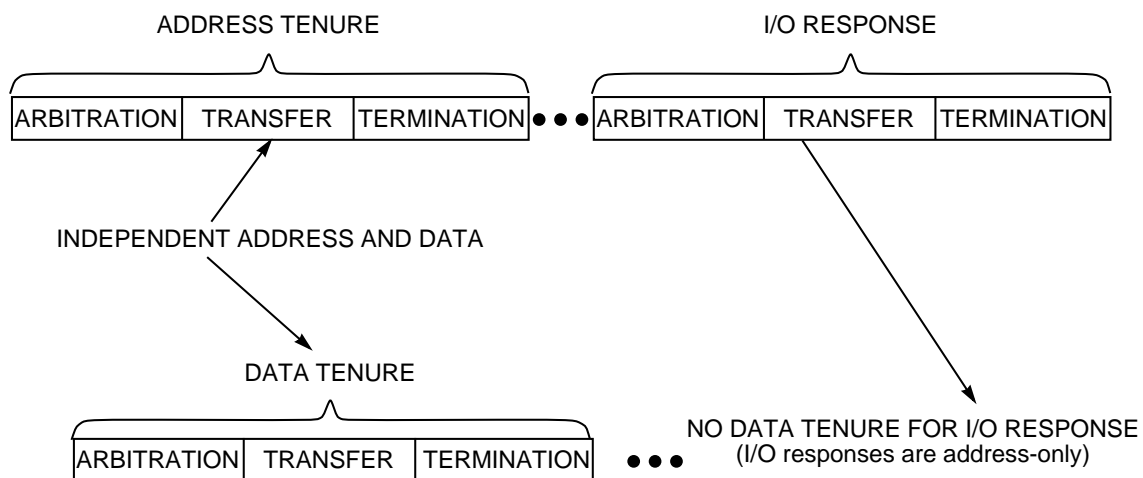 ADDRESS TENURE
I/O RESPONSE
ARBITRATION TRANSFER TERMINATION ••• ARBITRATION TRANSFER TERMINATION
INDEPENDENT ADDRESS AND DATA
DATA TENURE
NO DATA TENURE FOR I/O RESPONSE
(I/O responses are address-only)
ARBITRATION TRANSFER TERMINATION •••